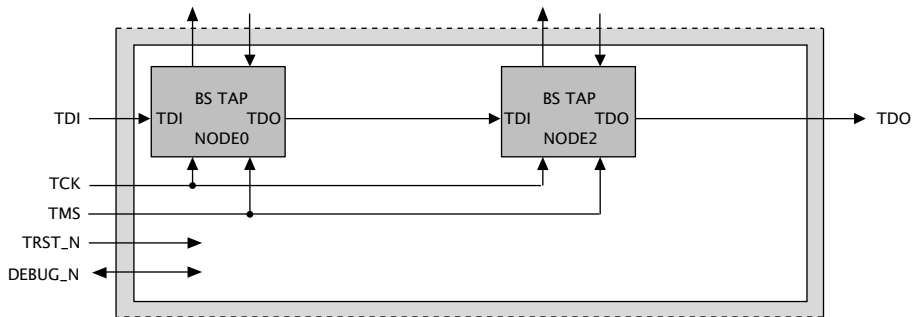 BS TAP
BS TAP
TDI
TDI
TDO
TDI
TDO
TDO
NODE0
NODE2
TCK
TMS
TRST_N
DEBUG_N